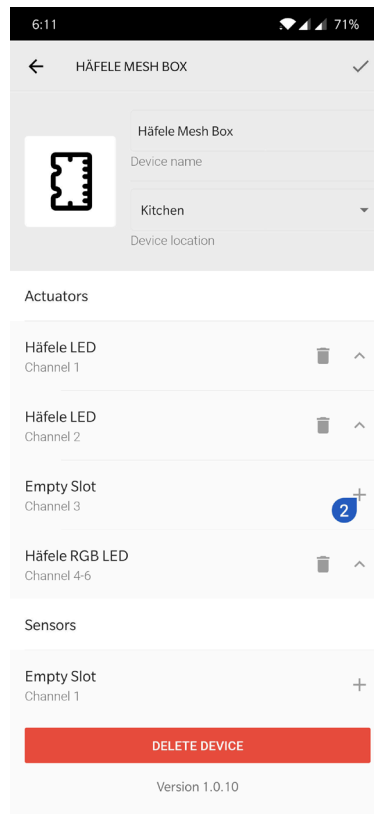 6:11
71%
HÄFELE MESH BOX
Häfele Mesh Box
Device name
Kitchen
Device location
Actuators
Häfele LED
Channel 1
Häfele LED
Channel 2
Empty Slot
Channel 3
2
Häfele RGB LED
Channel 4-6
Sensors
Empty Slot
Channel 1
DELETE DEVICE
Version 1.0.10